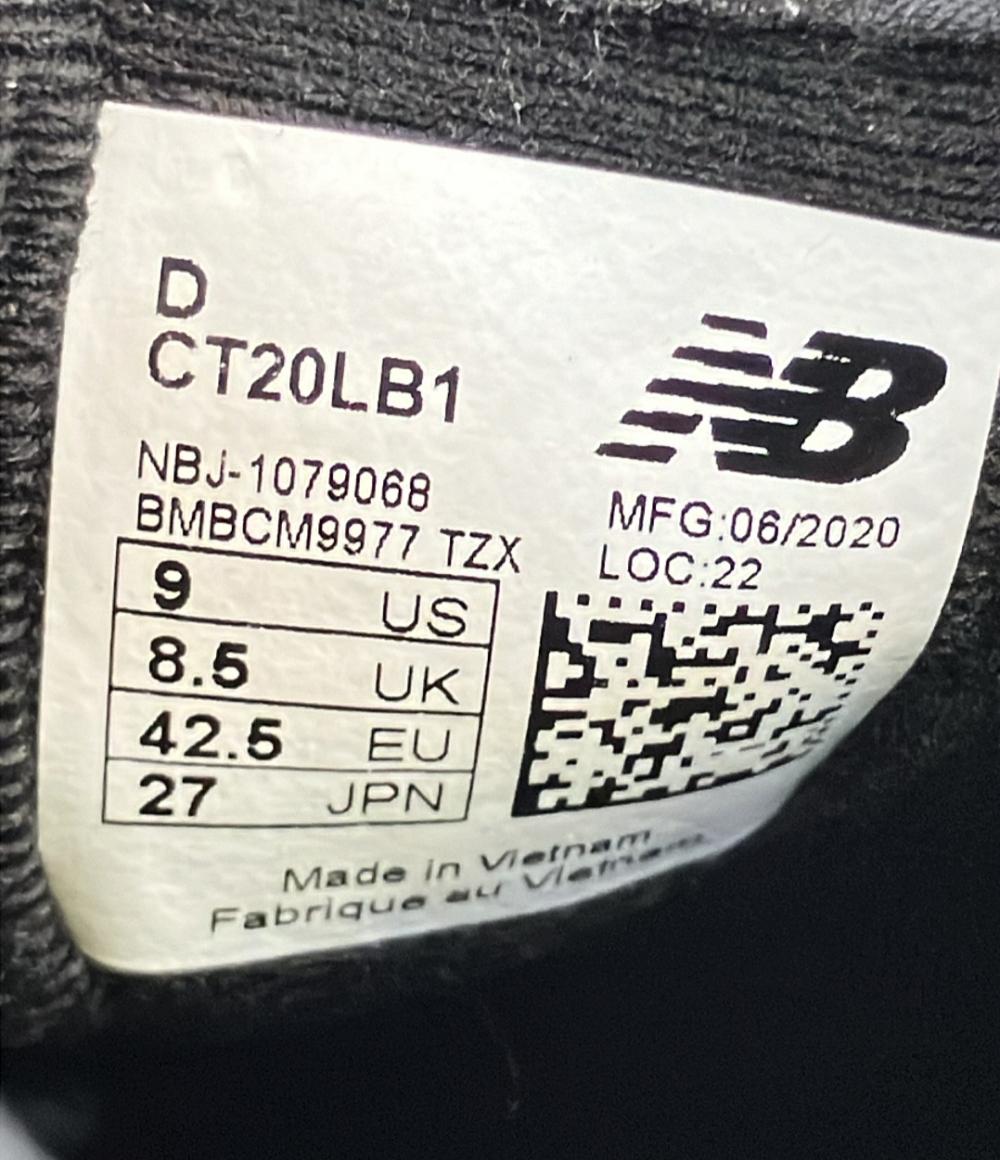 D
CT20LB1
NBJ-1079068
BMBCM9977 TZX
9 US
8.5 UK
42.5 EU
27 JPN
NB
MFG:06/2020
LOC:22
Made in Vietnam
Fabrique au Vietnam